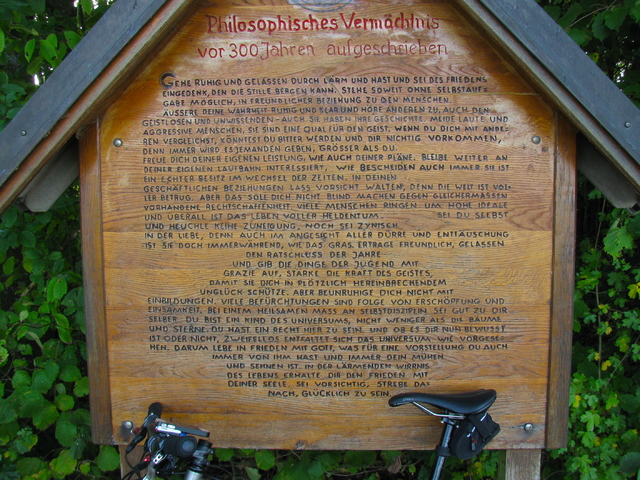 Philosophisches Vermächtnis
vor 300 Jahren aufgeschrieben
GEHE RUHIG UND GELASSEN DURCH LÄRM UND HAST UND SEI DES FRIEDENS
EINGEDENK, DEN DIE STILLE BERGEN KANN. STEHE SOWEIT OHNE SELBSTAUF-
GABE MÖGLICH, IN FREUNDLICHER BEZIEHUNG ZU DEN MENSCHEN.
ÄUSSERE DEINE WAHRHEIT RUHIG UND KLAR UND HÖRE ANDEREN ZU, AUCH DEN
GEISTLOSEN UND UNWISSENDEN - AUCH SIE HABEN IHRE GESCHICHTE. MEIDE LAUTE UND
AGGRESSIVE MENSCHEN, SIE SIND EINE QUAL FÜR DEN GEIST. WENN DU DICH MIT ANDE-
REN VERGLEICHST, KÖNNTEST DU BITTER WERDEN UND DIR NICHTIG VORKOMMEN,
DENN IMMER WIRD ES JEMANDEN GEBEN, GRÖSSER ALS DU.
FREUE DICH DEINER EIGENEN LEISTUNG, WIE AUCH DEINER PLÄNE. BLEIBE WEITER AN
DEINER EIGENEN LAUFBAHN INTERESSIERT, WIE BESCHEIDEN AUCH IMMER SIE IST
EIN ECHTER BESITZ IM WECHSEL DER ZEITEN. IN DEINEN
GESCHÄFTLICHEN BEZIEHUNGEN LASS VORSICHT WALTEN, DENN DIE WELT IST VOL-
LER BETRUG. ABER DAS SOLL DICH NICHT BLIND MACHEN GEGEN GLEICHERMASSEN
VORHANDENE RECHTSCHAFFENHEIT. VIELE MENSCHEN RINGEN UM HOHE IDEALE
UND ÜBERALL IST DAS LEBEN VOLLER HELDENTUM. SEI DU SELBST
UND HEUCHLE KEINE ZUNEIGUNG, NOCH SEI ZYNISCH
IN DER LIEBE, DENN AUCH IM ANGESICHT ALLER DÜRRE UND ENTTÄUSCHUNG
IST SIE DOCH IMMERWÄHREND, WIE DAS GRAS. ERTRAGE FREUNDLICH, GELASSEN
DEN RATSCHLUSS DER JAHRE
UND GIB DIE DINGE DER JUGEND MIT
GRAZIE AUF. STÄRKE DIE KRAFT DES GEISTES,
DAMIT SIE DICH IN PLÖTZLICH HEREINBRECHENDEM
UNGLÜCK SCHÜTZE. ABER BEUNRUHIGE DICH NICHT MIT
EINBILDUNGEN. VIELE BEFÜRCHTUNGEN SIND FOLGE VON ERSCHÖPFUNG UND
EINSAMKEIT. BEI EINEM HEILSAMEN MASS AN SELBSTDISZIPLIN. SEI GUT ZU DIR
SELBER. DU BIST EIN KIND DES UNIVERSUMS, NICHT WENIGER ALS DIE BÄUME
UND STERNE. DU HAST EIN RECHT HIER ZU SEIN. UND OB ES DIR NUN BEWUSST
IST ODER NICHT, ZWEIFELLOS ENTFALTET SICH DAS UNIVERSUM WIE VORGESE-
HEN. DARUM LEBE IN FRIEDEN MIT GOTT, WAS FÜR EINE VORSTELLUNG DU AUCH
IMMER VON IHM HAST UND IMMER DEIN MÜHEN
UND SEHNEN IST. IN DER LÄRMENDEN WIRRNIS
DES LEBENS ERHALTE DIR DEN FRIEDEN MIT
DEINER SEELE. SEI VORSICHTIG, STREBE DA-
NACH, GLÜCKLICH ZU SEIN.